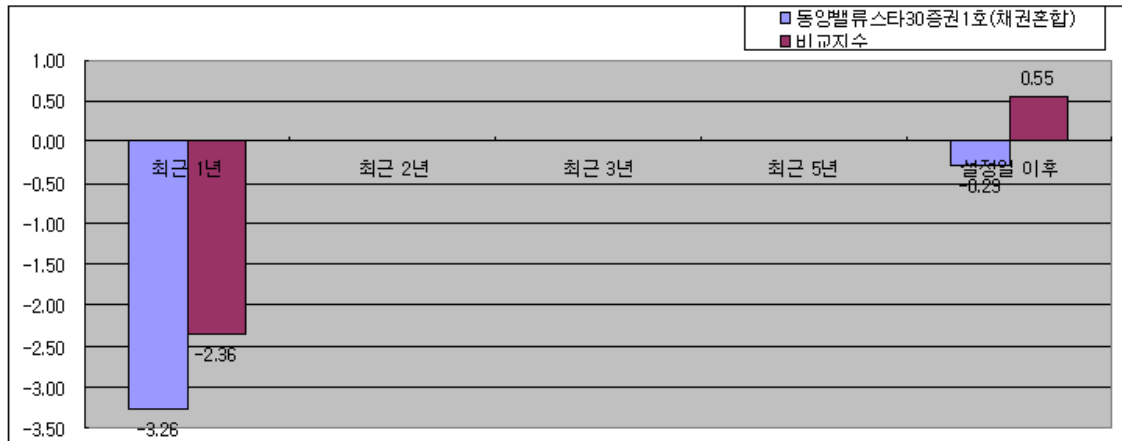 동양밸류스타30증권1호(채권혼합)
비교지수
1.00
0.50
0.00
-0.50
-1.00
-1.50
-2.00
-2.50
-3.00
-3.50
최근 1년
최근 2년
최근 3년
최근 5년
설정일 이후
-3.26
-2.36
-0.29
0.55